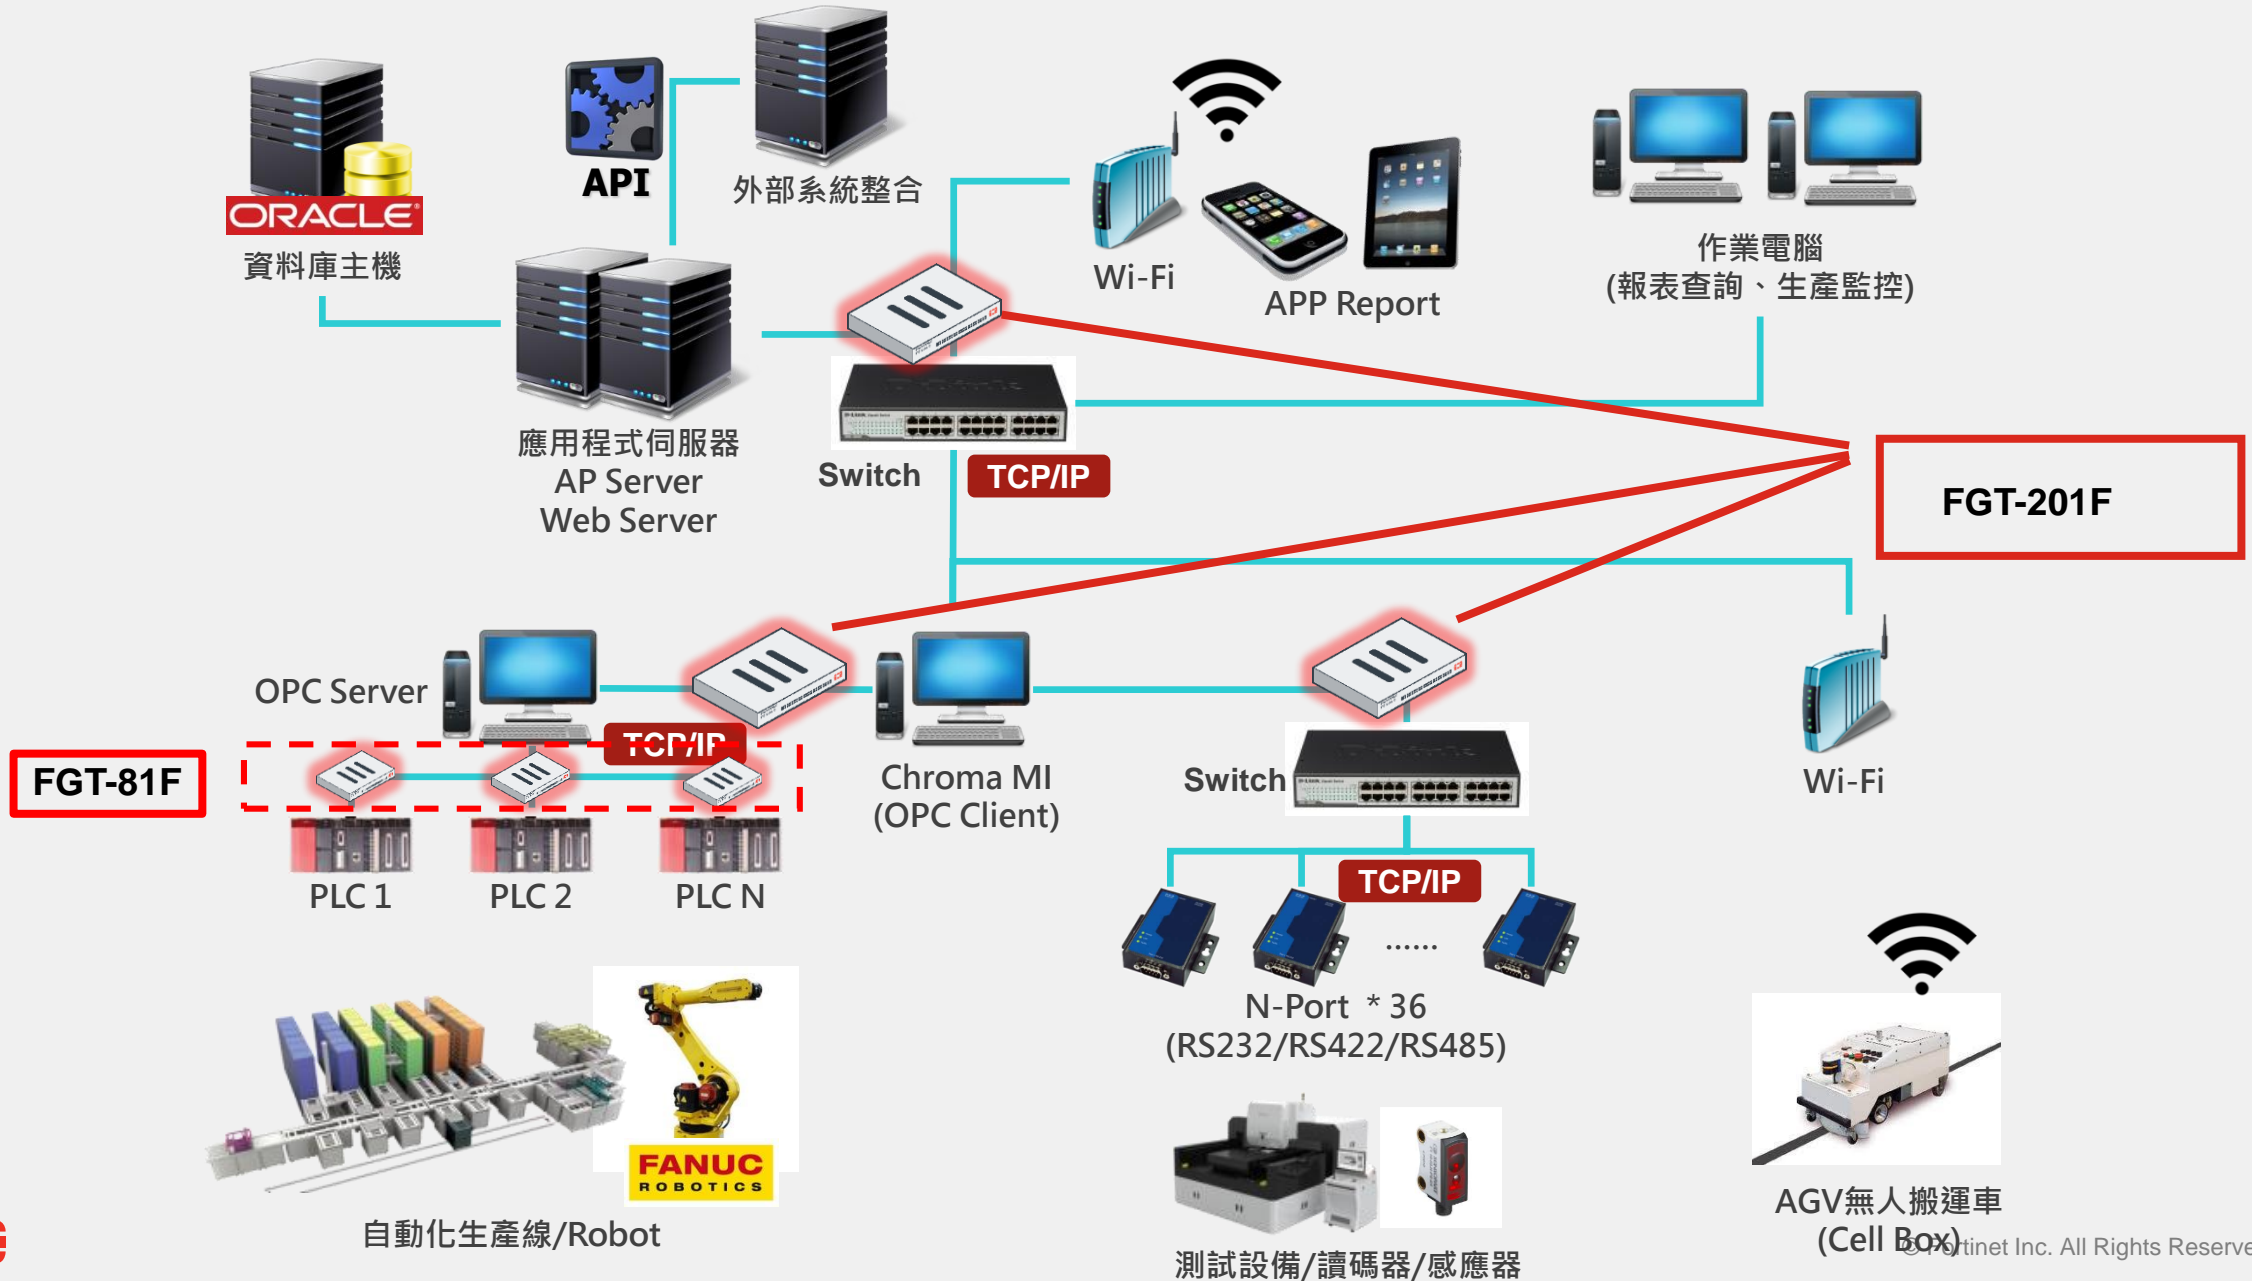 API
外部系統整合
ORACLE
資料庫主機
Wi-Fi
APP Report
作業電腦
(報表查詢、生產監控)
應用程式伺服器
AP Server
Web Server
Switch
TCP/IP
FGT-201F
OPC Server
TCP/IP
FGT-81F
Chroma MI
(OPC Client)
Switch
Wi-Fi
PLC 1
PLC 2
PLC N
TCP/IP
......
N-Port * 36
(RS232/RS422/RS485)
FANUC
ROBOTICS
自動化生產線/Robot
測試設備/讀碼器/感應器
AGV無人搬運車
(Cell Box)
© Fortinet Inc. All Rights Reserve